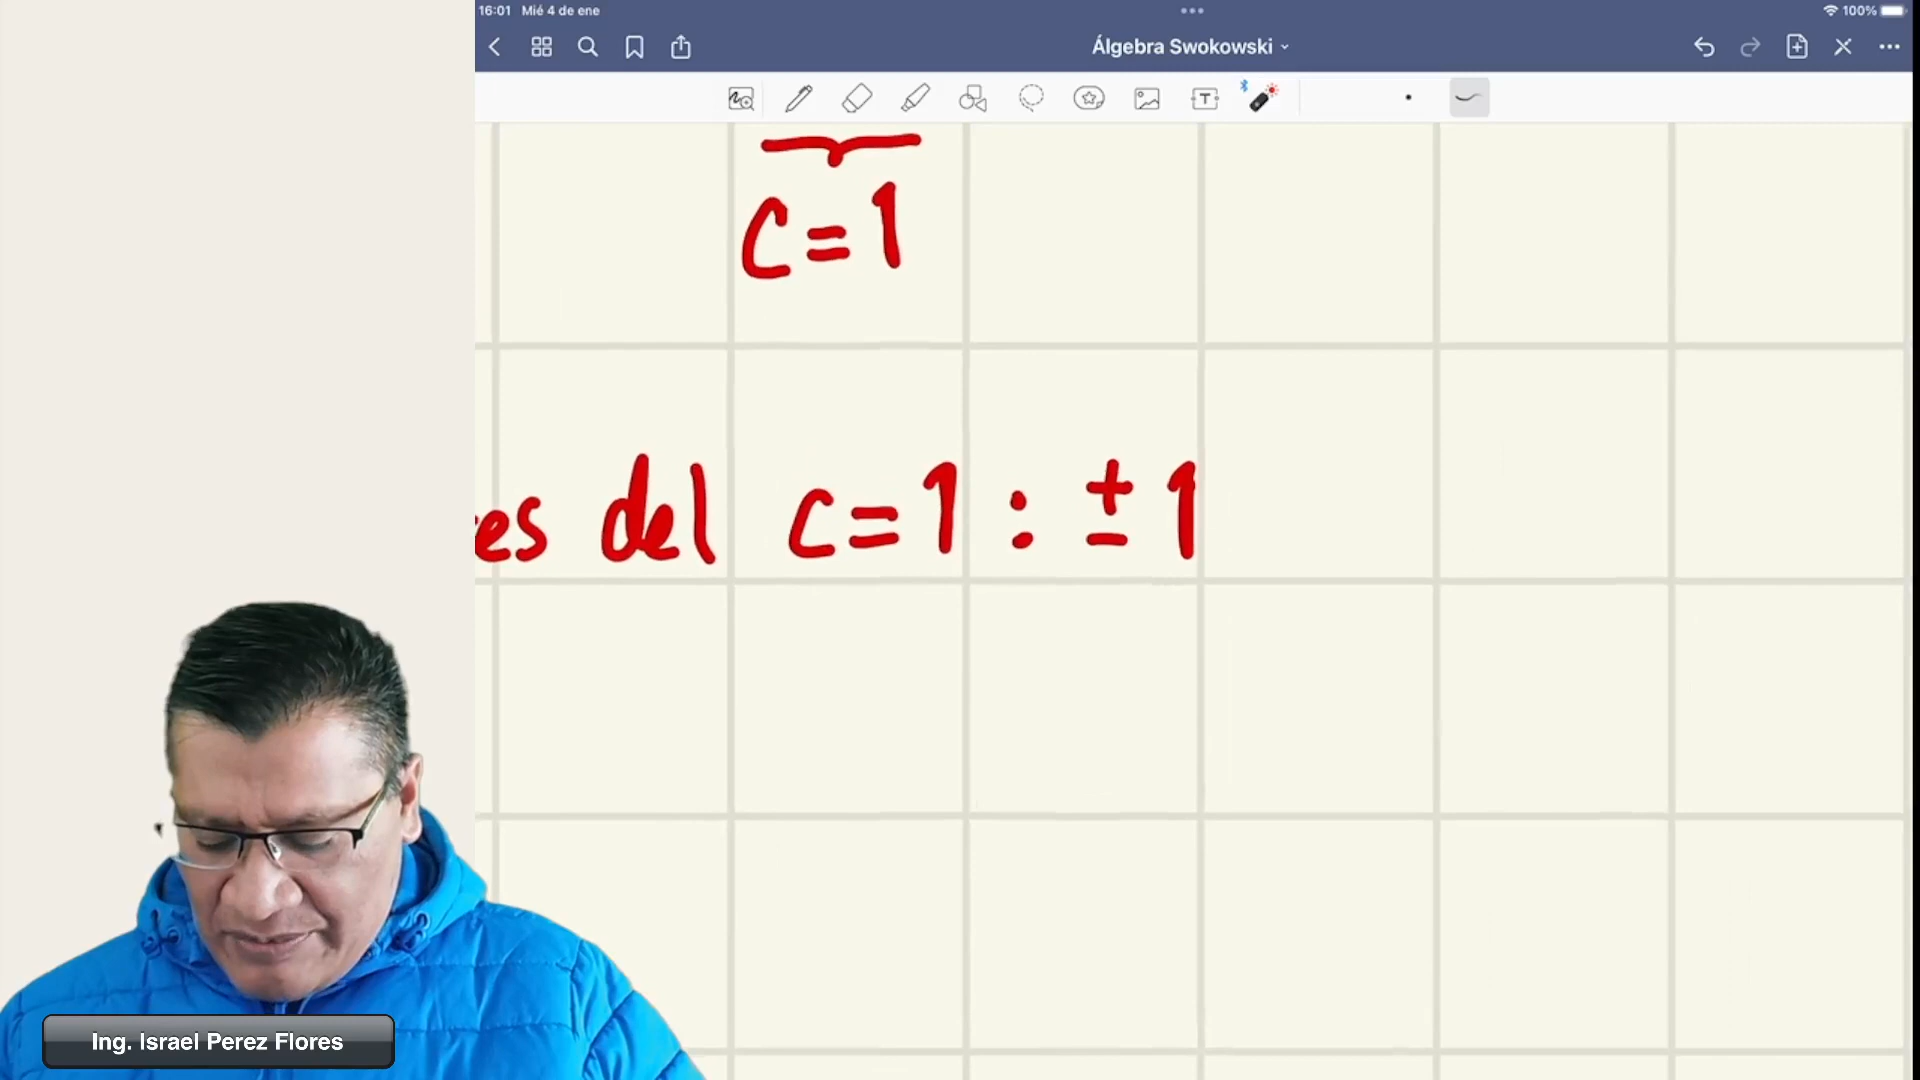 16:01 Mié 4 de ene
100%
Álgebra Swokowski
T
c=1
es del c=1 : ± 1
Ing. Israel Perez Flores